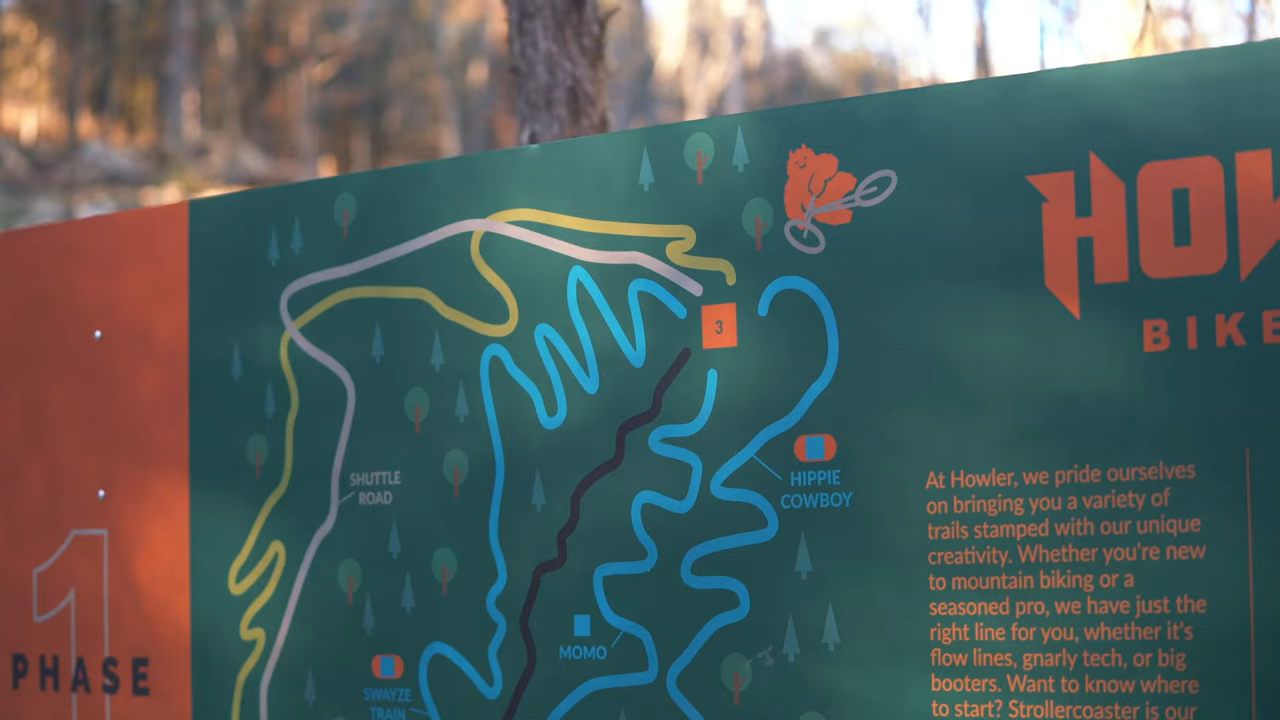 HOW
BIKE
3
HIPPIE
COWBOY
SHUTTLE
ROAD
MOMO
SWAYZE
TRAIN
1
PHASE
At Howler, we pride ourselves
on bringing you a variety of
trails stamped with our unique
creativity. Whether you're new
to mountain biking or a
seasoned pro, we have just the
right line for you, whether it's
flow lines, gnarly tech, or big
booters. Want to know where
to start? Strollercoaster is our